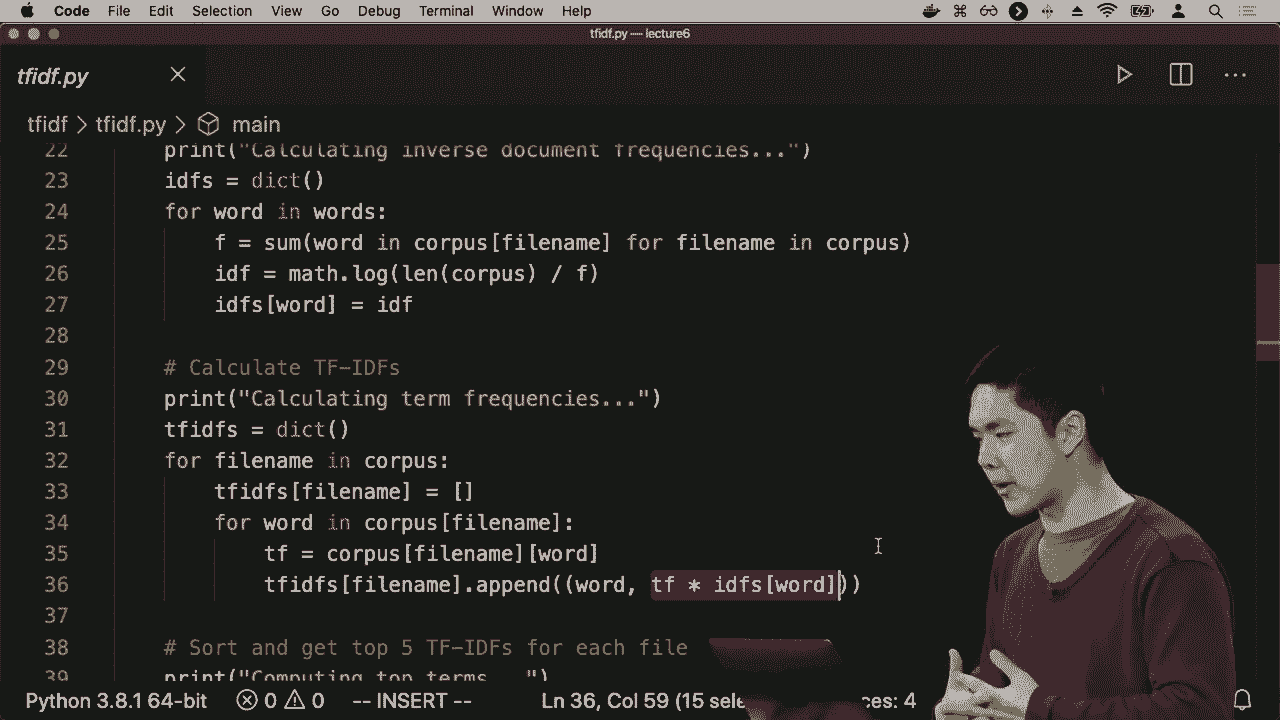 Code File Edit Selection View Go Debug Terminal Window Help
tfidf.py — lecture6
tfidf.py
tfidf > tfidf.py > main
22 print("Calculating inverse document frequencies...")
23 idfs = dict()
24 for word in words:
25 f = sum(word in corpus[filename] for filename in corpus)
26 idf = math.log(len(corpus) / f)
27 idfs[word] = idf
28
29 # Calculate TF-IDFs
30 print("Calculating term frequencies...")
31 tfidfs = dict()
32 for filename in corpus:
33 tfidfs[filename] = []
34 for word in corpus[filename]:
35 tf = corpus[filename][word]
36 tfidfs[filename].append((word, tf * idfs[word]))
37
38 # Sort and get top 5 TF-IDFs for each file
39 print("Computing top terms...")
Python 3.8.1 64-bit 0 0 -- INSERT -- Ln 36, Col 59 (15 sele ces: 4